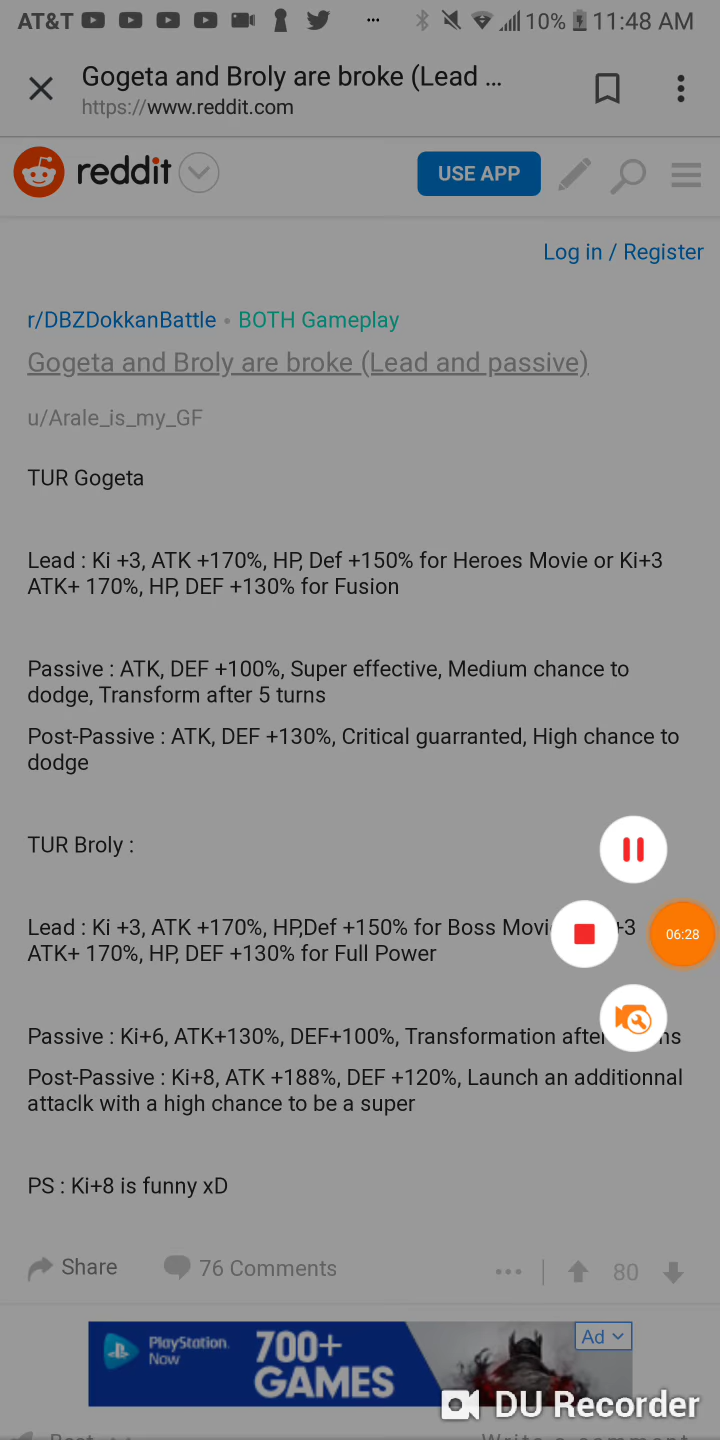 AT&T ... 10% 11:48 AM
Gogeta and Broly are broke (Lead ...
https://www.reddit.com
reddit USE APP
Log in / Register
r/DBZDokkanBattle • BOTH Gameplay
Gogeta and Broly are broke (Lead and passive)
u/Arale_is_my_GF
TUR Gogeta
Lead : Ki +3, ATK +170%, HP, Def +150% for Heroes Movie or Ki+3
ATK+ 170%, HP, DEF +130% for Fusion
Passive : ATK, DEF +100%, Super effective, Medium chance to
dodge, Transform after 5 turns
Post-Passive : ATK, DEF +130%, Critical guarranted, High chance to
dodge
TUR Broly :
Lead : Ki +3, ATK +170%, HP,Def +150% for Boss Movi +3
06:28
ATK+ 170%, HP, DEF +130% for Full Power
Passive : Ki+6, ATK+130%, DEF+100%, Transformation after
Post-Passive : Ki+8, ATK +188%, DEF +120%, Launch an additionnal
attaclk with a high chance to be a super
PS : Ki+8 is funny xD
Share 76 Comments ... 80
PlayStation Now
700+
GAMES
Ad
DU Recorder